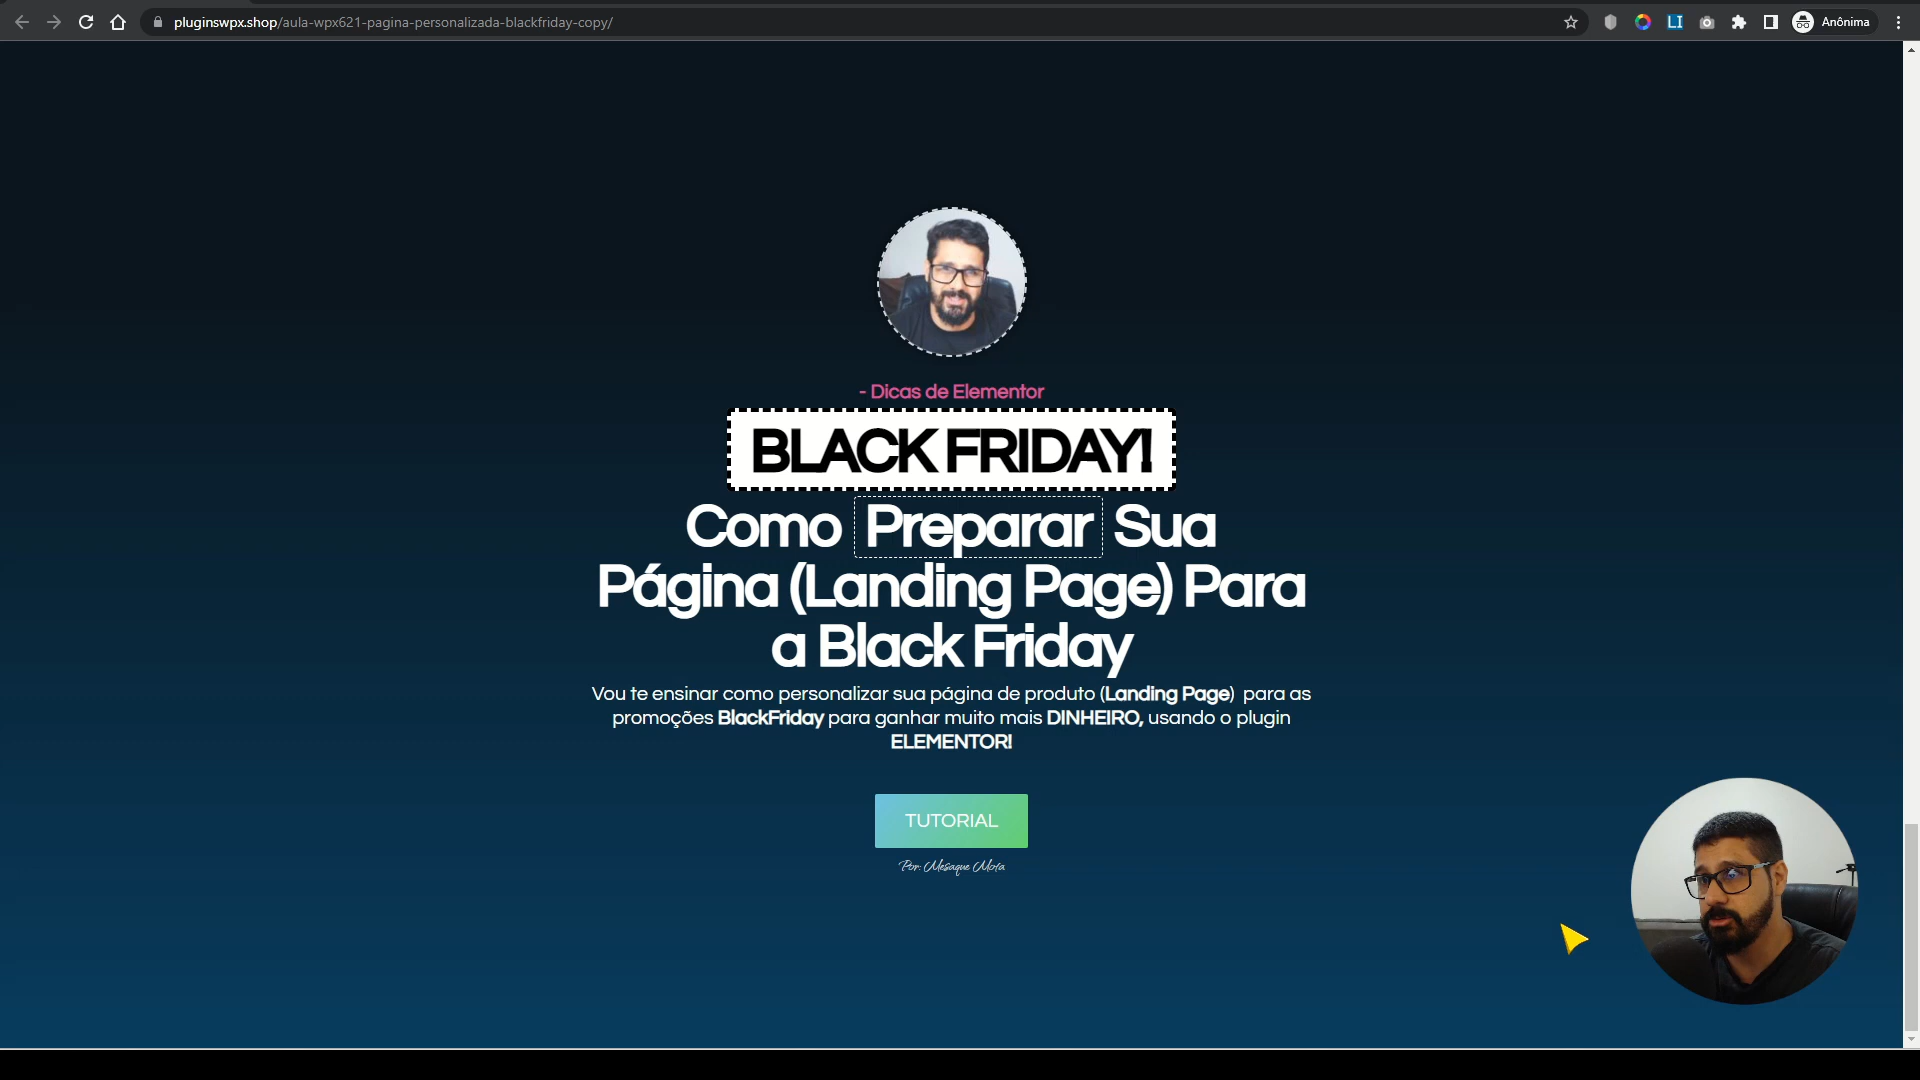 pluginswpx.shop/aula-wpx621-pagina-personalizada-blackfriday-copy/
LI
Anônima
- Dicas de Elementor
BLACK FRIDAY!
Como Preparar Sua
Página (Landing Page) Para
a Black Friday
Vou te ensinar como personalizar sua página de produto (Landing Page) para as
promoções BlackFriday para ganhar muito mais DINHEIRO, usando o plugin
ELEMENTOR!
TUTORIAL
Por: Mesaque Mota